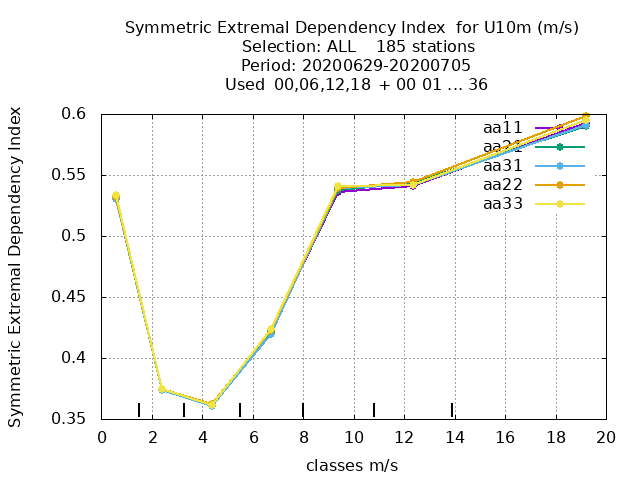 Symmetric Extremal Dependency Index  for U10m (m/s)
Selection: ALL    185 stations
Period: 20200629-20200705
Used  00,06,12,18  + 00 01 ... 36
Symmetric Extremal Dependency Index
0.6
0.55
0.5
0.45
0.4
0.35
aa11
aa21
aa31
aa22
aa33
0 2 4 6 8 10 12 14 16 18 20
classes m/s